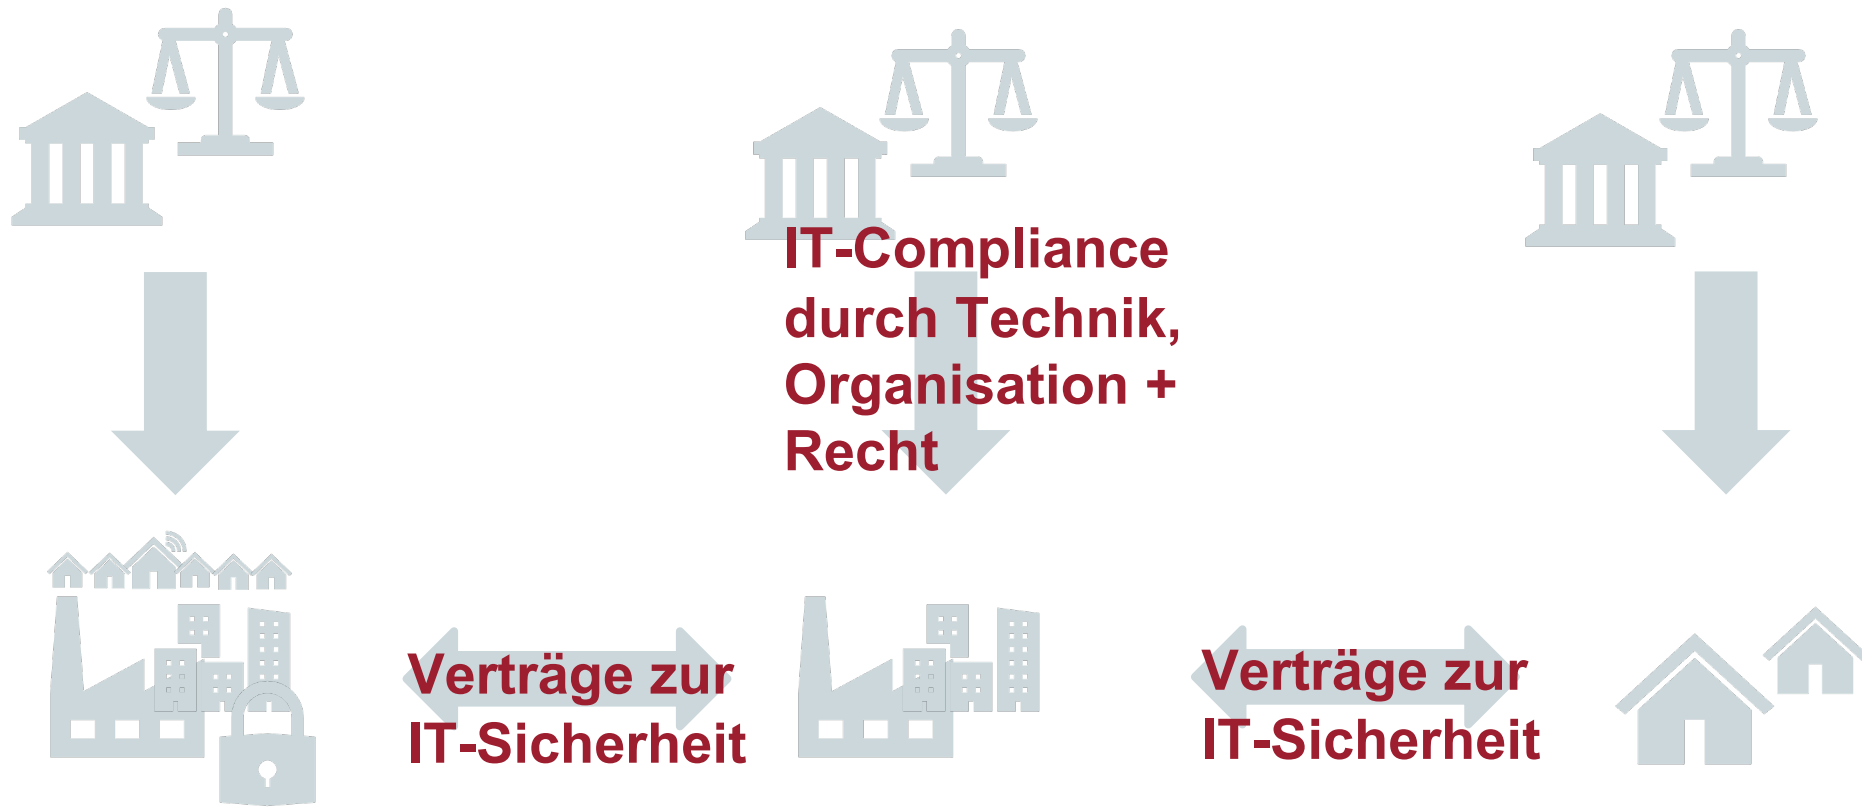 IT-Compliance
durch Technik,
Organisation +
Recht
Verträge zur
IT-Sicherheit
Verträge zur
IT-Sicherheit